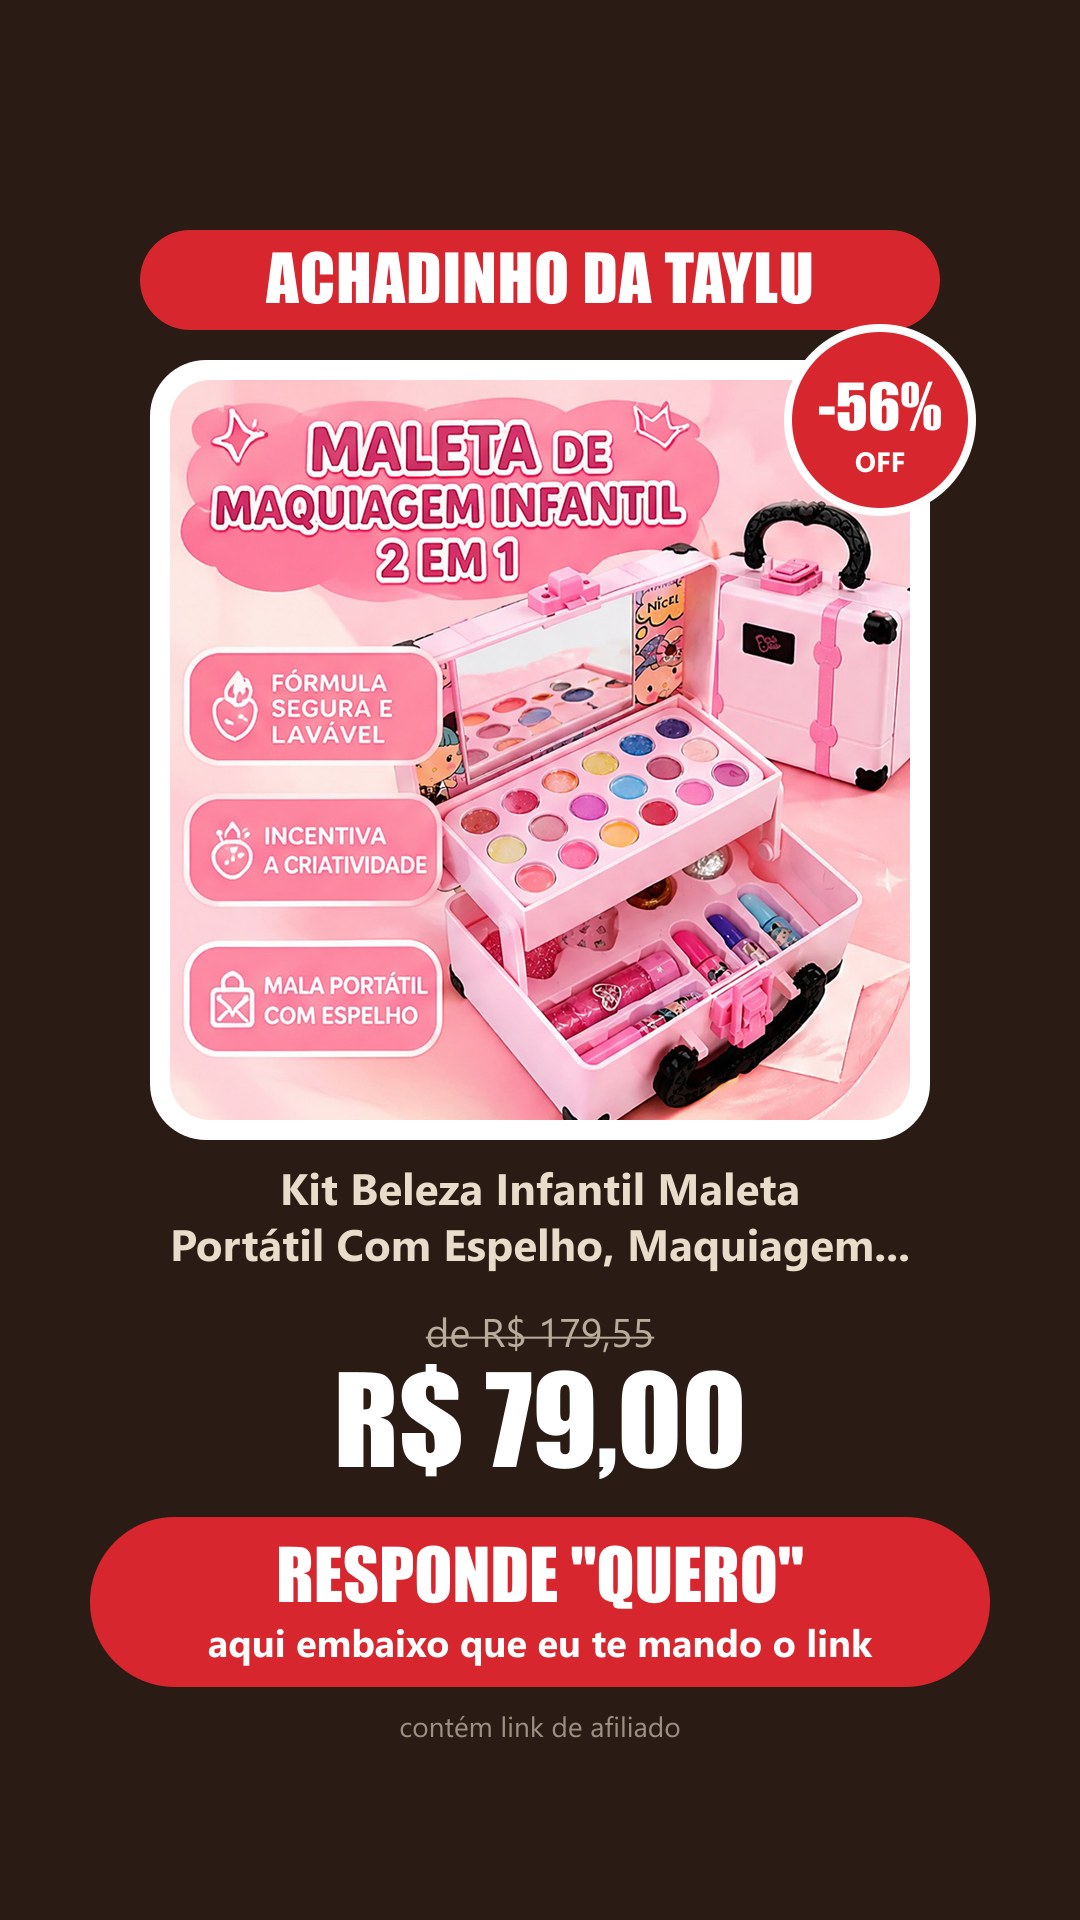 ACHADINHO DA TAYLU
-56%
OFF
MALETA DE
MAQUIAGEM INFANTIL
2 EM 1
NICEL
FÓRMULA
SEGURA E
LAVÁVEL
INCENTIVA
A CRIATIVIDADE
MALA PORTÁTIL
COM ESPELHO
Kit Beleza Infantil Maleta
Portátil Com Espelho, Maquiagem...
de R$ 179,55
R$ 79,00
RESPONDE "QUERO"
aqui embaixo que eu te mando o link
contém link de afiliado